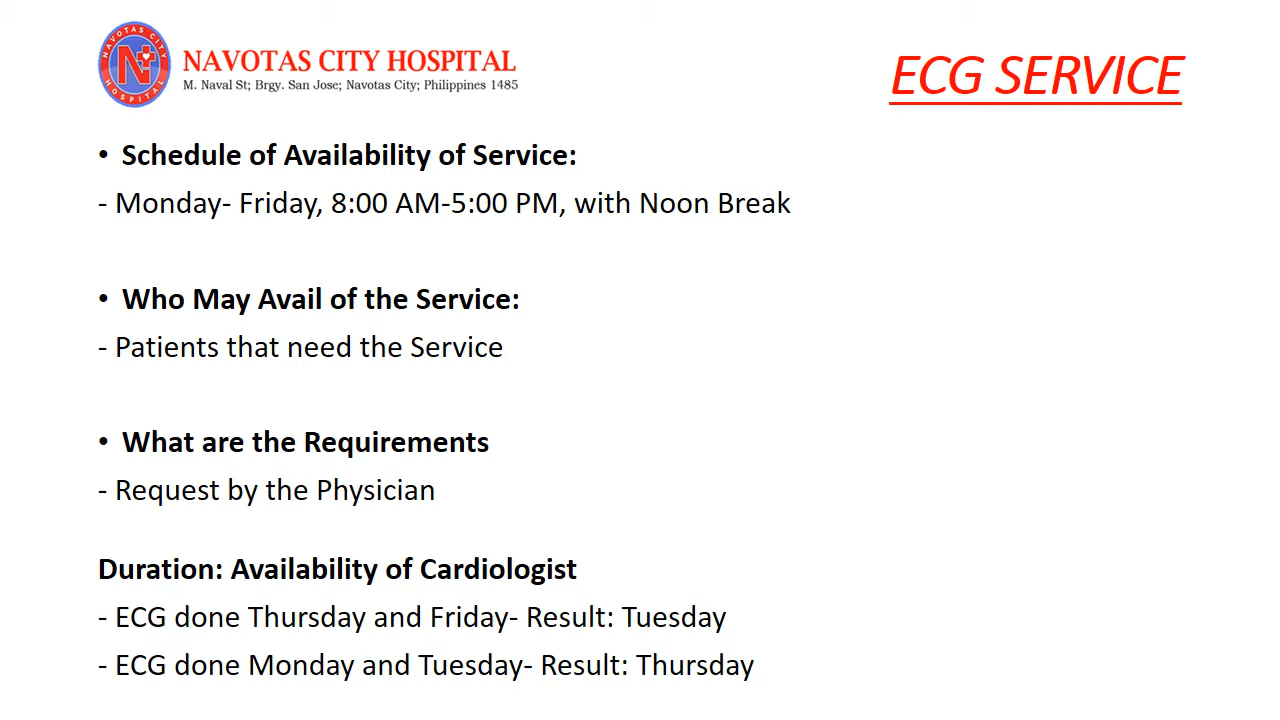 NAVOTAS CITY
HOSPITAL
N
NAVOTAS CITY HOSPITAL
M. Naval St; Brgy. San Jose; Navotas City; Philippines 1485
ECG SERVICE
• Schedule of Availability of Service:
- Monday- Friday, 8:00 AM-5:00 PM, with Noon Break
• Who May Avail of the Service:
- Patients that need the Service
• What are the Requirements
- Request by the Physician
Duration: Availability of Cardiologist
- ECG done Thursday and Friday- Result: Tuesday
- ECG done Monday and Tuesday- Result: Thursday